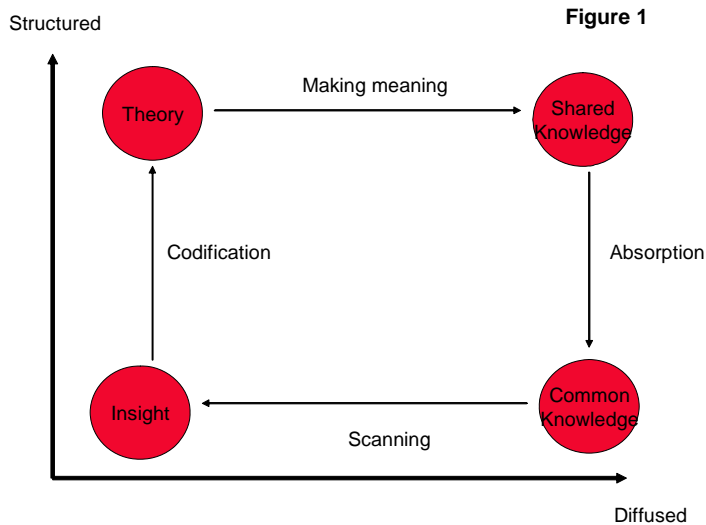 Figure 1
Structured
Making meaning
Theory
Shared
Knowledge
Codification
Absorption
Insight
Common
Knowledge
Scanning
Diffused